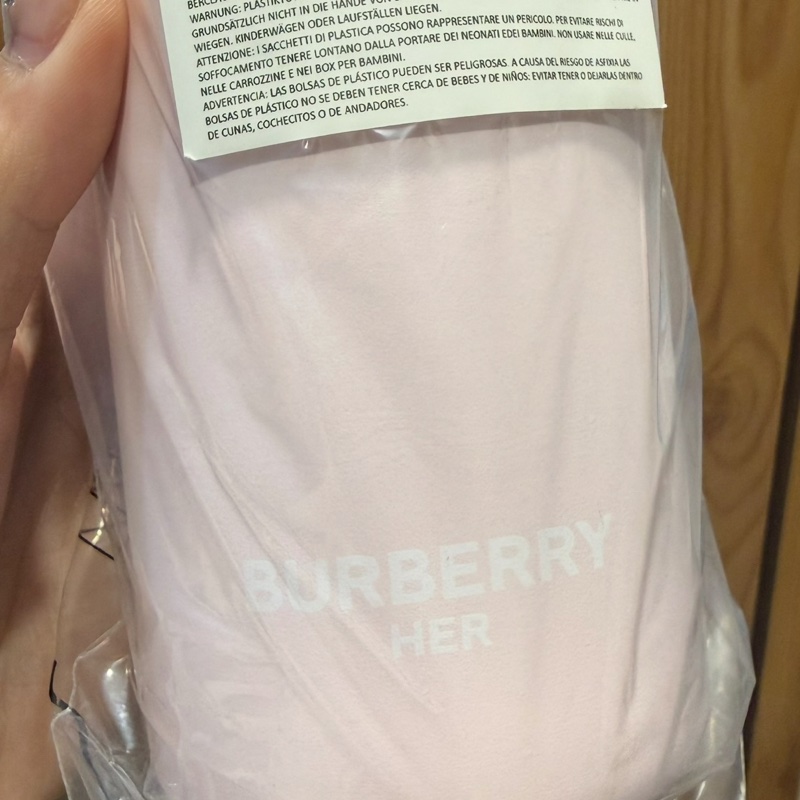 WARNUNG: PLASTIKTÜ
GRUNDSÄTZLICH NICHT IN DIE HÄNDE VON
WIEGEN. KINDERWÄGEN ODER LAUFSTÄLLEN LIEGEN.
ATTENZIONE: I SACCHETTI DI PLASTICA POSSONO RAPPRESENTARE UN PERICOLO. PER EVITARE RISCHI DI
SOFFOCAMENTO TENERE LONTANO DALLA PORTARE DEI NEONATI EDEI BAMBINI. NON USARE NELLE CULLE,
NELLE CARROZZINE E NEI BOX PER BAMBINI.
ADVERTENCIA: LAS BOLSAS DE PLÁSTICO PUEDEN SER PELIGROSAS. A CAUSA DEL RIESGO DE ASFIXIA LAS
BOLSAS DE PLÁSTICO NO SE DEBEN TENER CERCA DE BEBES Y DE NIÑOS: EVITAR TENER O DEJARLAS DENTRO
DE CUNAS, COCHECITOS O DE ANDADORES.
BURBERRY
HER